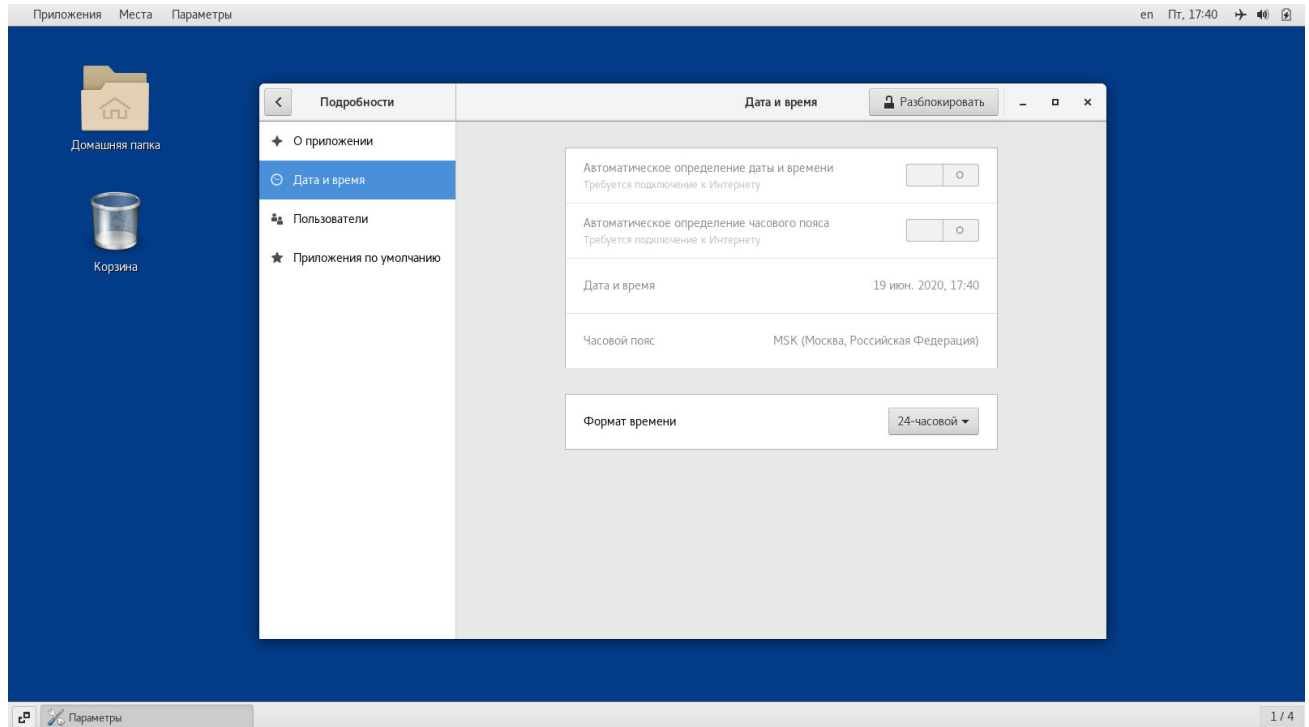 Приложения Места Параметры
en Пт, 17:40
Домашняя папка
Корзина
Подробности
Дата и время
Разблокировать
О приложении
Дата и время
Пользователи
Приложения по умолчанию
Автоматическое определение даты и времени
Требуется подключение к Интернету
Автоматическое определение часового пояса
Требуется подключение к Интернету
Дата и время 19 июн. 2020, 17:40
Часовой пояс MSK (Москва, Российская Федерация)
Формат времени 24-часовой
Параметры
1 / 4